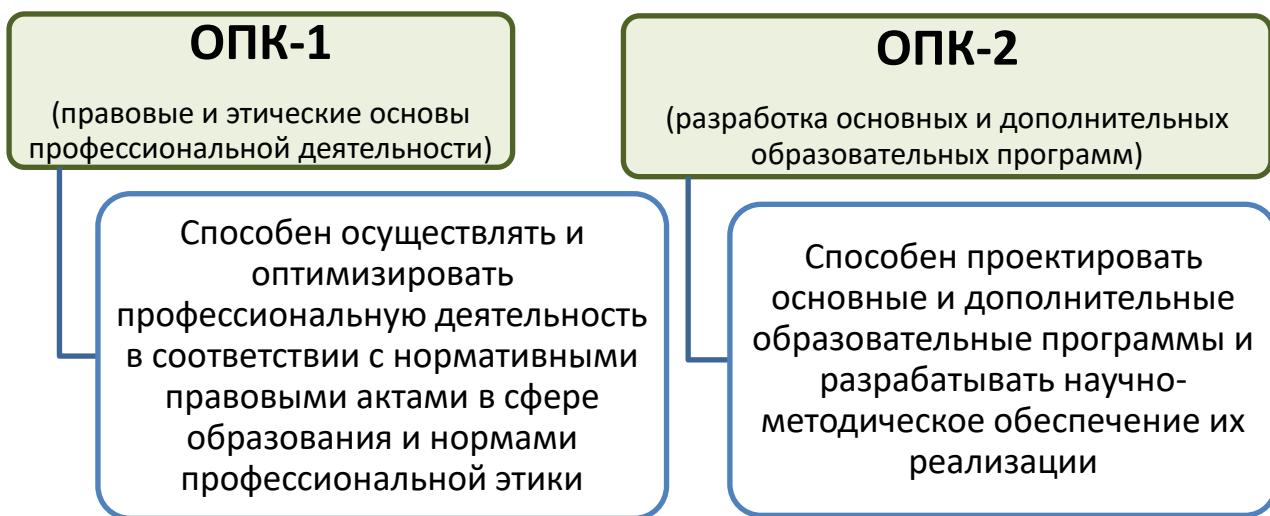 ОПК-1
(правовые и этические основы
профессиональной деятельности)
Способен осуществлять и
оптимизировать
профессиональную деятельность
в соответствии с нормативными
правовыми актами в сфере
образования и нормами
профессиональной этики
ОПК-2
(разработка основных и дополнительных
образовательных программ)
Способен проектировать
основные и дополнительные
образовательные программы и
разрабатывать научно-
методическое обеспечение их
реализации